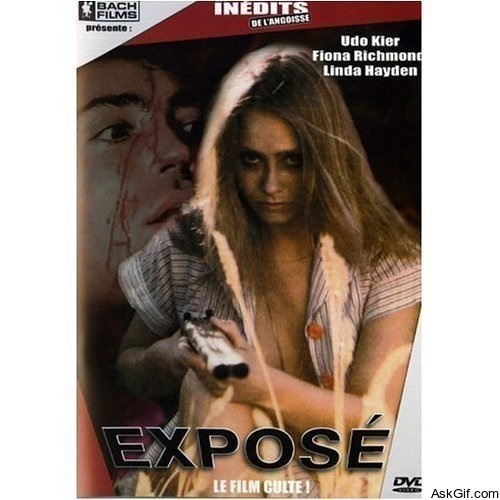 BACH
FILMS
présente :
INÉDITS
DE L'ANGOISSE
Udo Kier
Fiona Richmond
Linda Hayden
EXPOSÉ
LE FILM CULTE !
DVD
VIDEO
AskGif.com